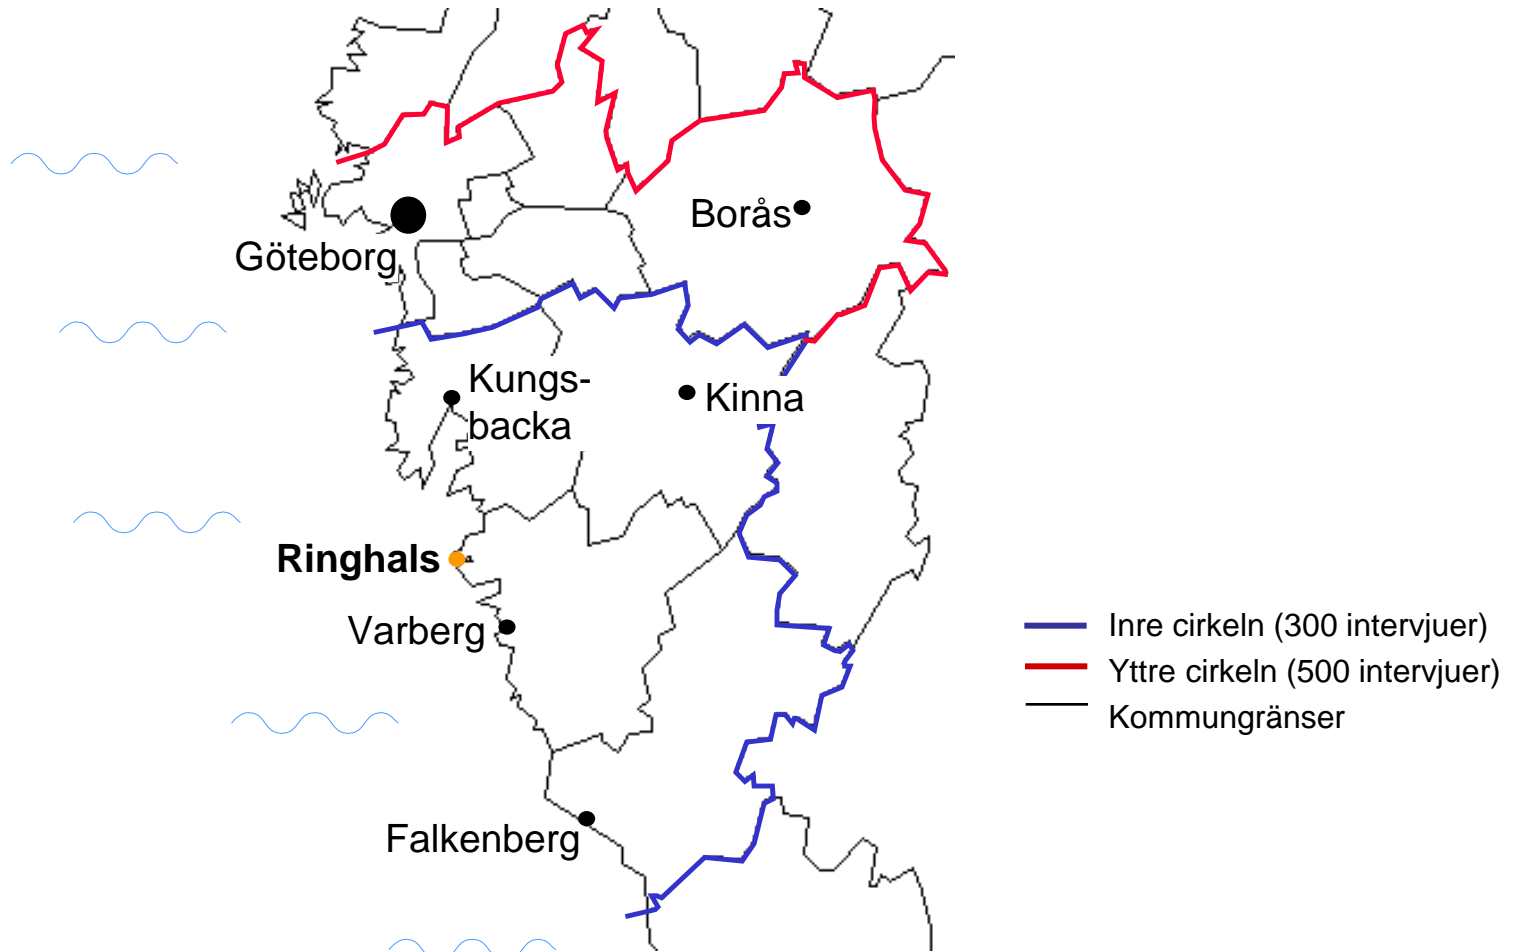 Borås
Göteborg
Kungs-
backa
Kinna
Ringhals
Varberg
Falkenberg
Inre cirkeln (300 intervjuer)
Yttre cirkeln (500 intervjuer)
Kommungränser